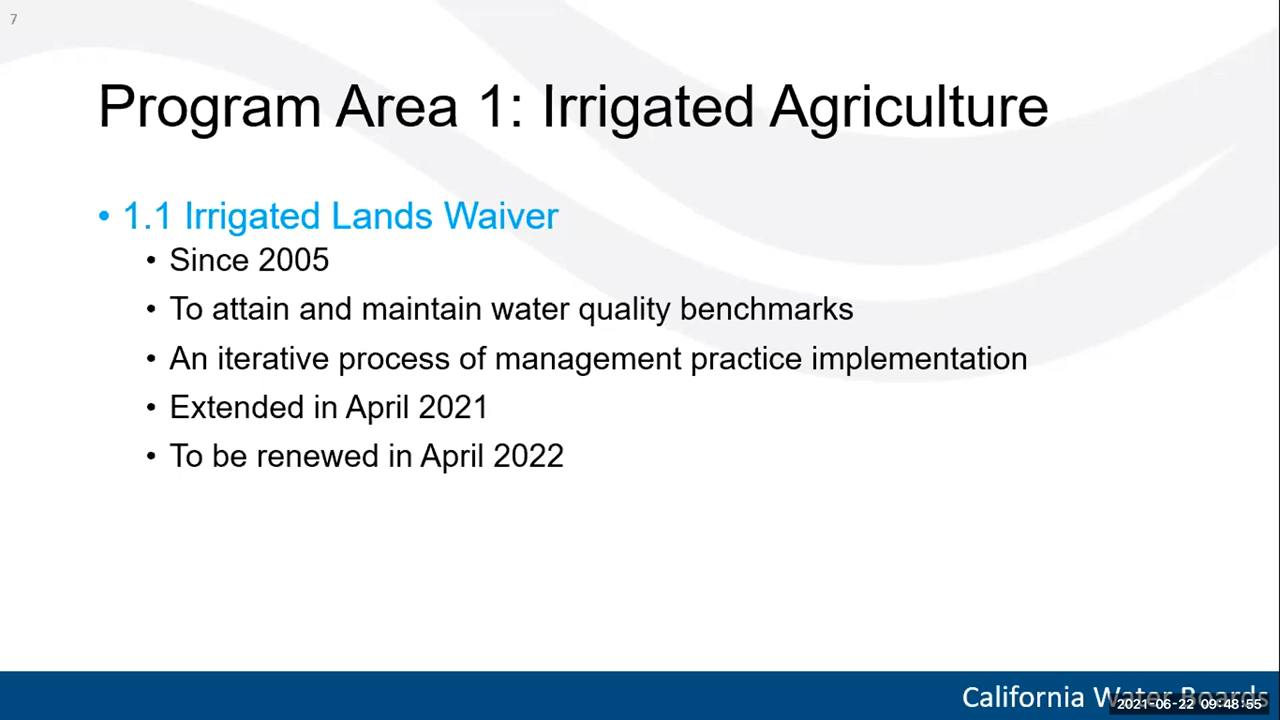 7
Program Area 1: Irrigated Agriculture
• 1.1 Irrigated Lands Waiver
• Since 2005
• To attain and maintain water quality benchmarks
• An iterative process of management practice implementation
• Extended in April 2021
• To be renewed in April 2022
California Water Boards
2021-06-22 09:48:55